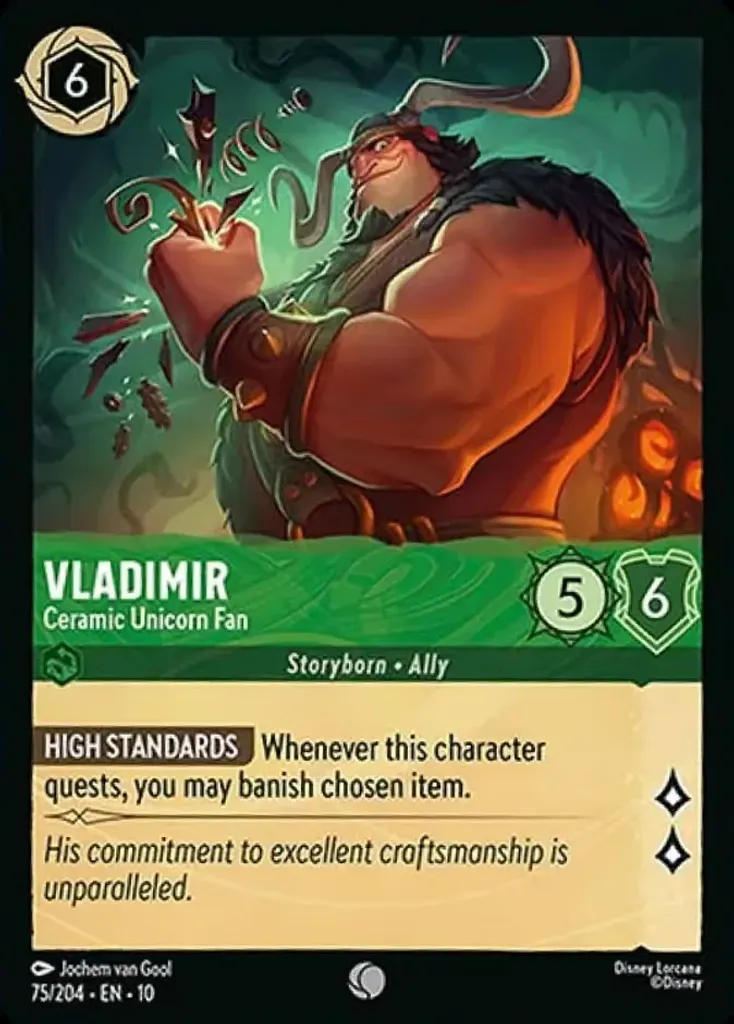 6
VLADIMIR
Ceramic Unicorn Fan
5
6
Storyborn • Ally
HIGH STANDARDS Whenever this character
quests, you may banish chosen item.
His commitment to excellent craftsmanship is
unparalleled.
Jochem van Gool
75/204 • EN • 10
Disney Lorcana
©Disney